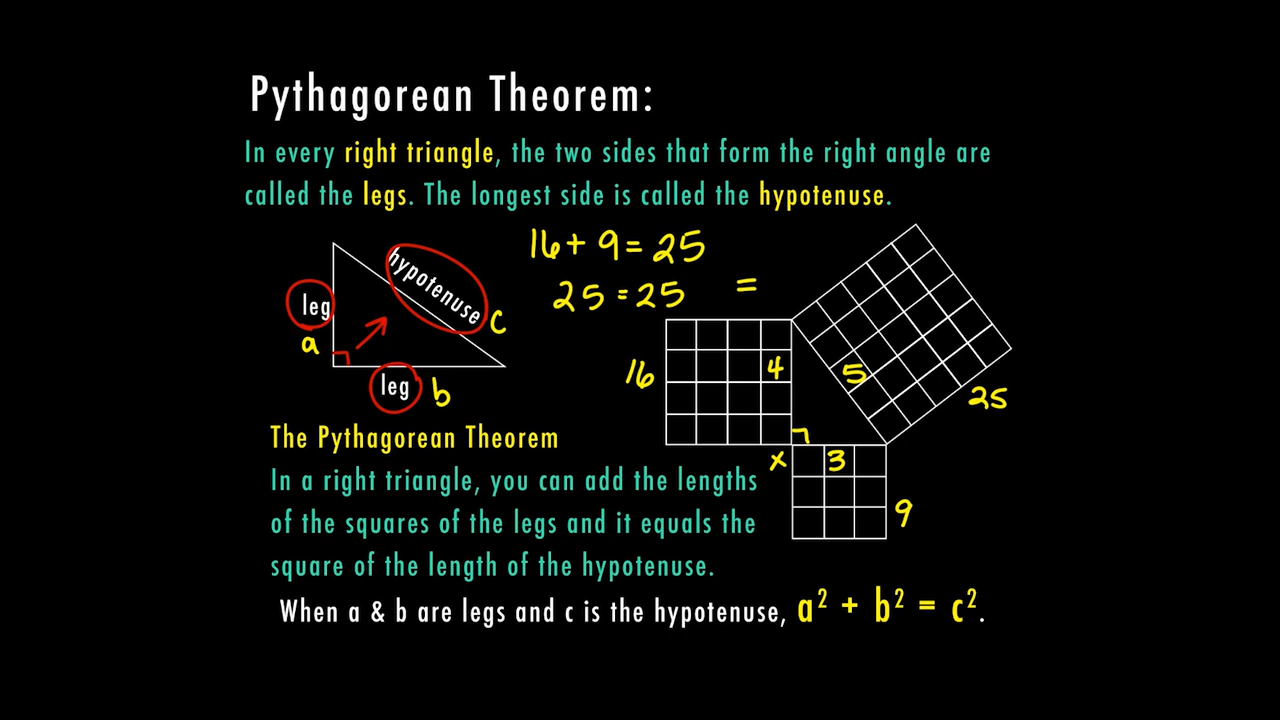 Pythagorean Theorem:
In every right triangle, the two sides that form the right angle are
called the legs. The longest side is called the hypotenuse.
16 + 9 = 25
25 = 25
=
hypotenuse
c
leg
a
leg
b
16
4
5
25
x
3
9
The Pythagorean Theorem
In a right triangle, you can add the lengths
of the squares of the legs and it equals the
square of the length of the hypotenuse.
When a & b are legs and c is the hypotenuse, a² + b² = c².